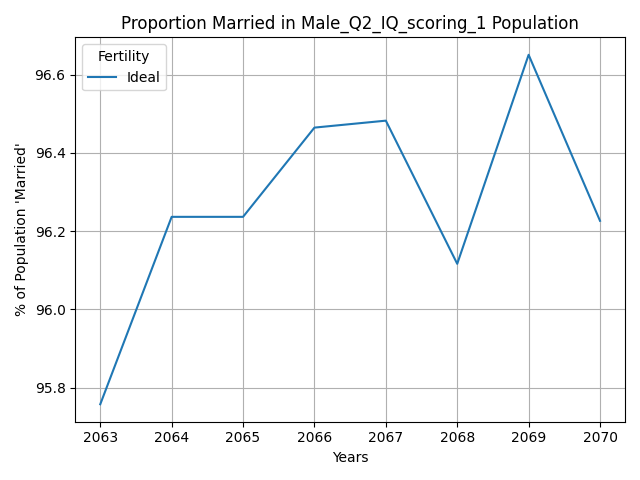 Proportion Married in Male_Q2_IQ_scoring_1 Population
Fertility
Ideal
% of Population 'Married'
96.6
96.4
96.2
96.0
95.8
2063 2064 2065 2066 2067 2068 2069 2070
Years